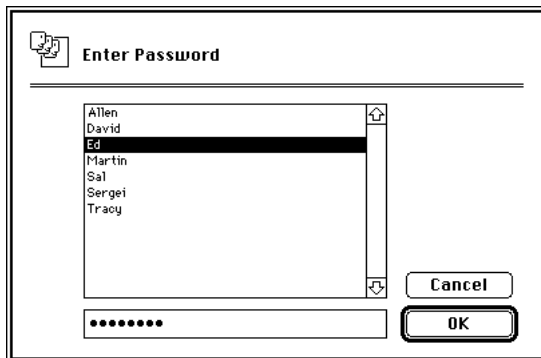 Enter Password
Allen
David
Ed
Martin
Sal
Sergei
Tracy
Cancel
••••••••
OK